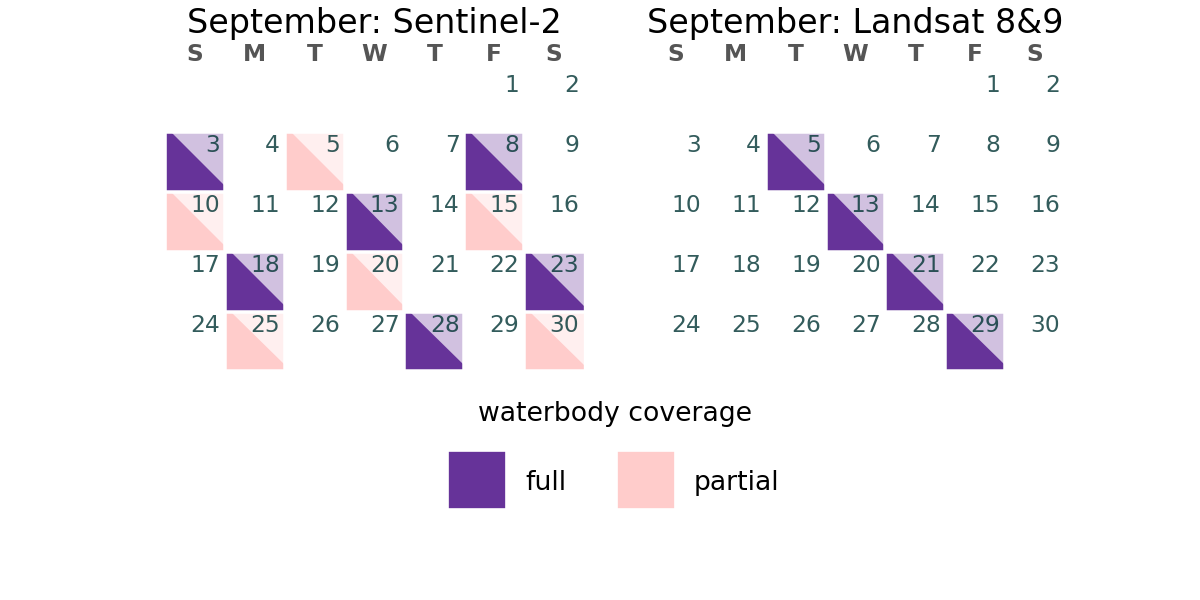 September: Sentinel-2
S M T W T F S
1 2
3 4 5 6 7 8 9
10 11 12 13 14 15 16
17 18 19 20 21 22 23
24 25 26 27 28 29 30
September: Landsat 8&9
S M T W T F S
1 2
3 4 5 6 7 8 9
10 11 12 13 14 15 16
17 18 19 20 21 22 23
24 25 26 27 28 29 30
waterbody coverage
full
partial